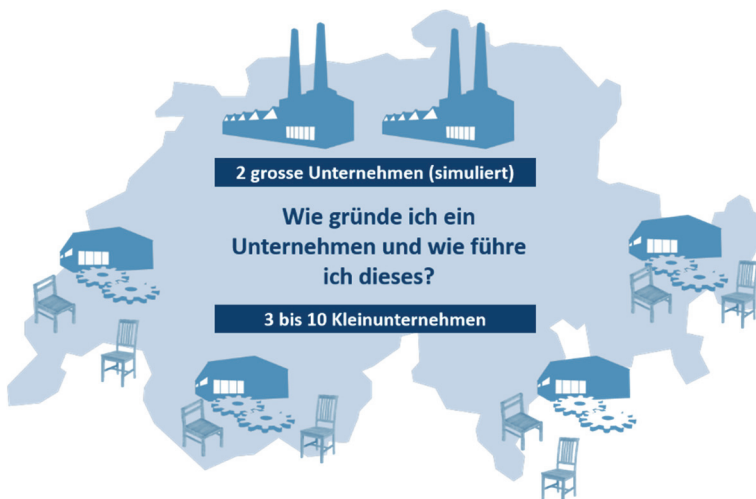 2 grosse Unternehmen (simuliert)
Wie gründe ich ein
Unternehmen und wie führe
ich dieses?
3 bis 10 Kleinunternehmen